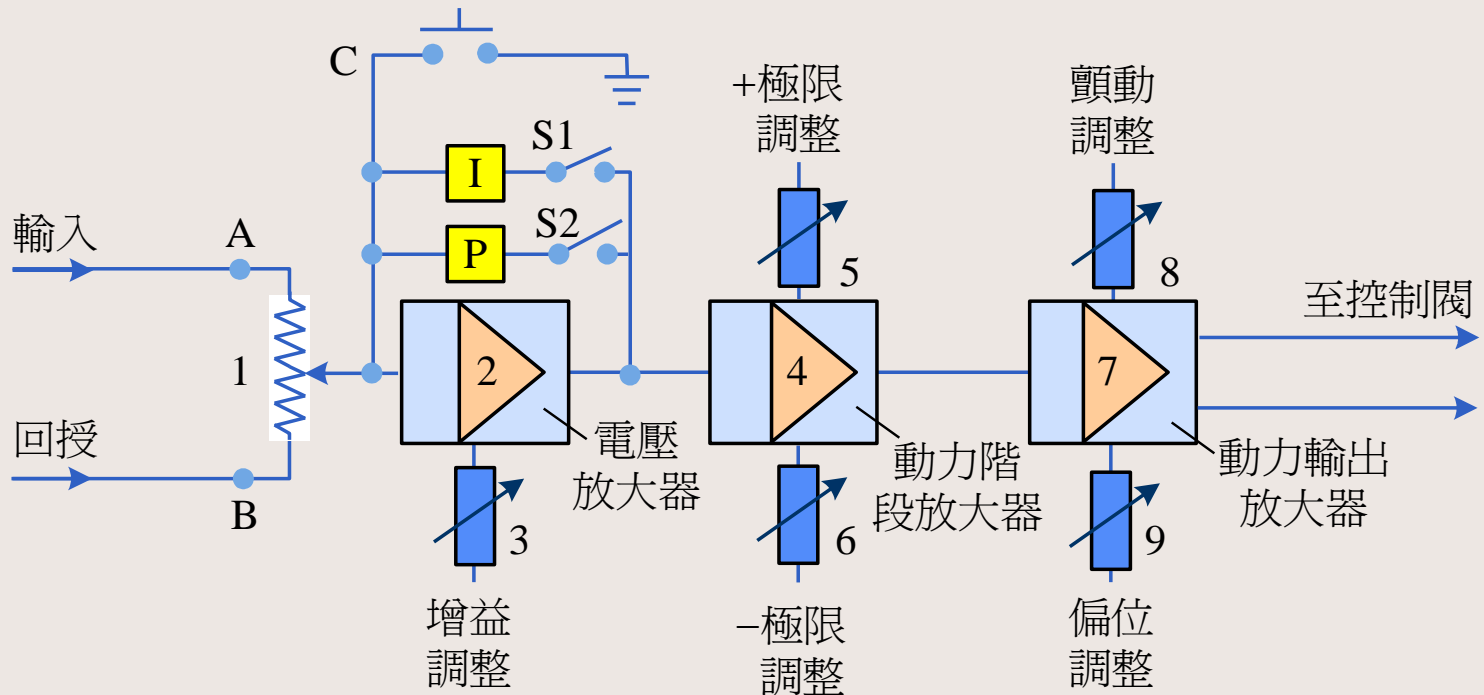 C
+極限
調整
顫動
調整
S1
I
輸入
A
S2
P
5
8
至控制閥
1
2
4
7
回授
B
電壓
放大器
動力階
段放大器
動力輸出
放大器
3
6
9
增益
調整
−極限
調整
偏位
調整